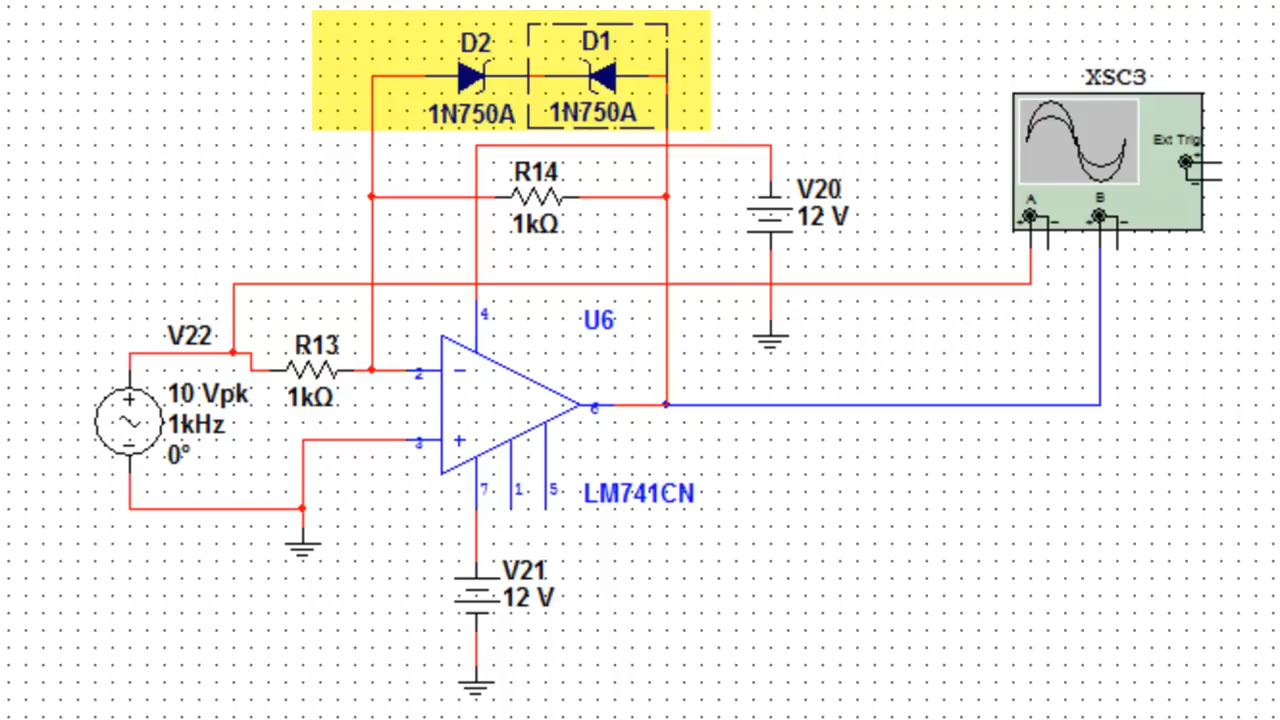 D2
D1
1N750A
1N750A
XSC3
Ext Trig
+
−
A
B
+
−
+
−
R14
1kΩ
V20
12 V
4
U6
V22
R13
1kΩ
2
−
10 Vpk
1kHz
0°
+
−
6
3
+
7
1
5
LM741CN
V21
12 V